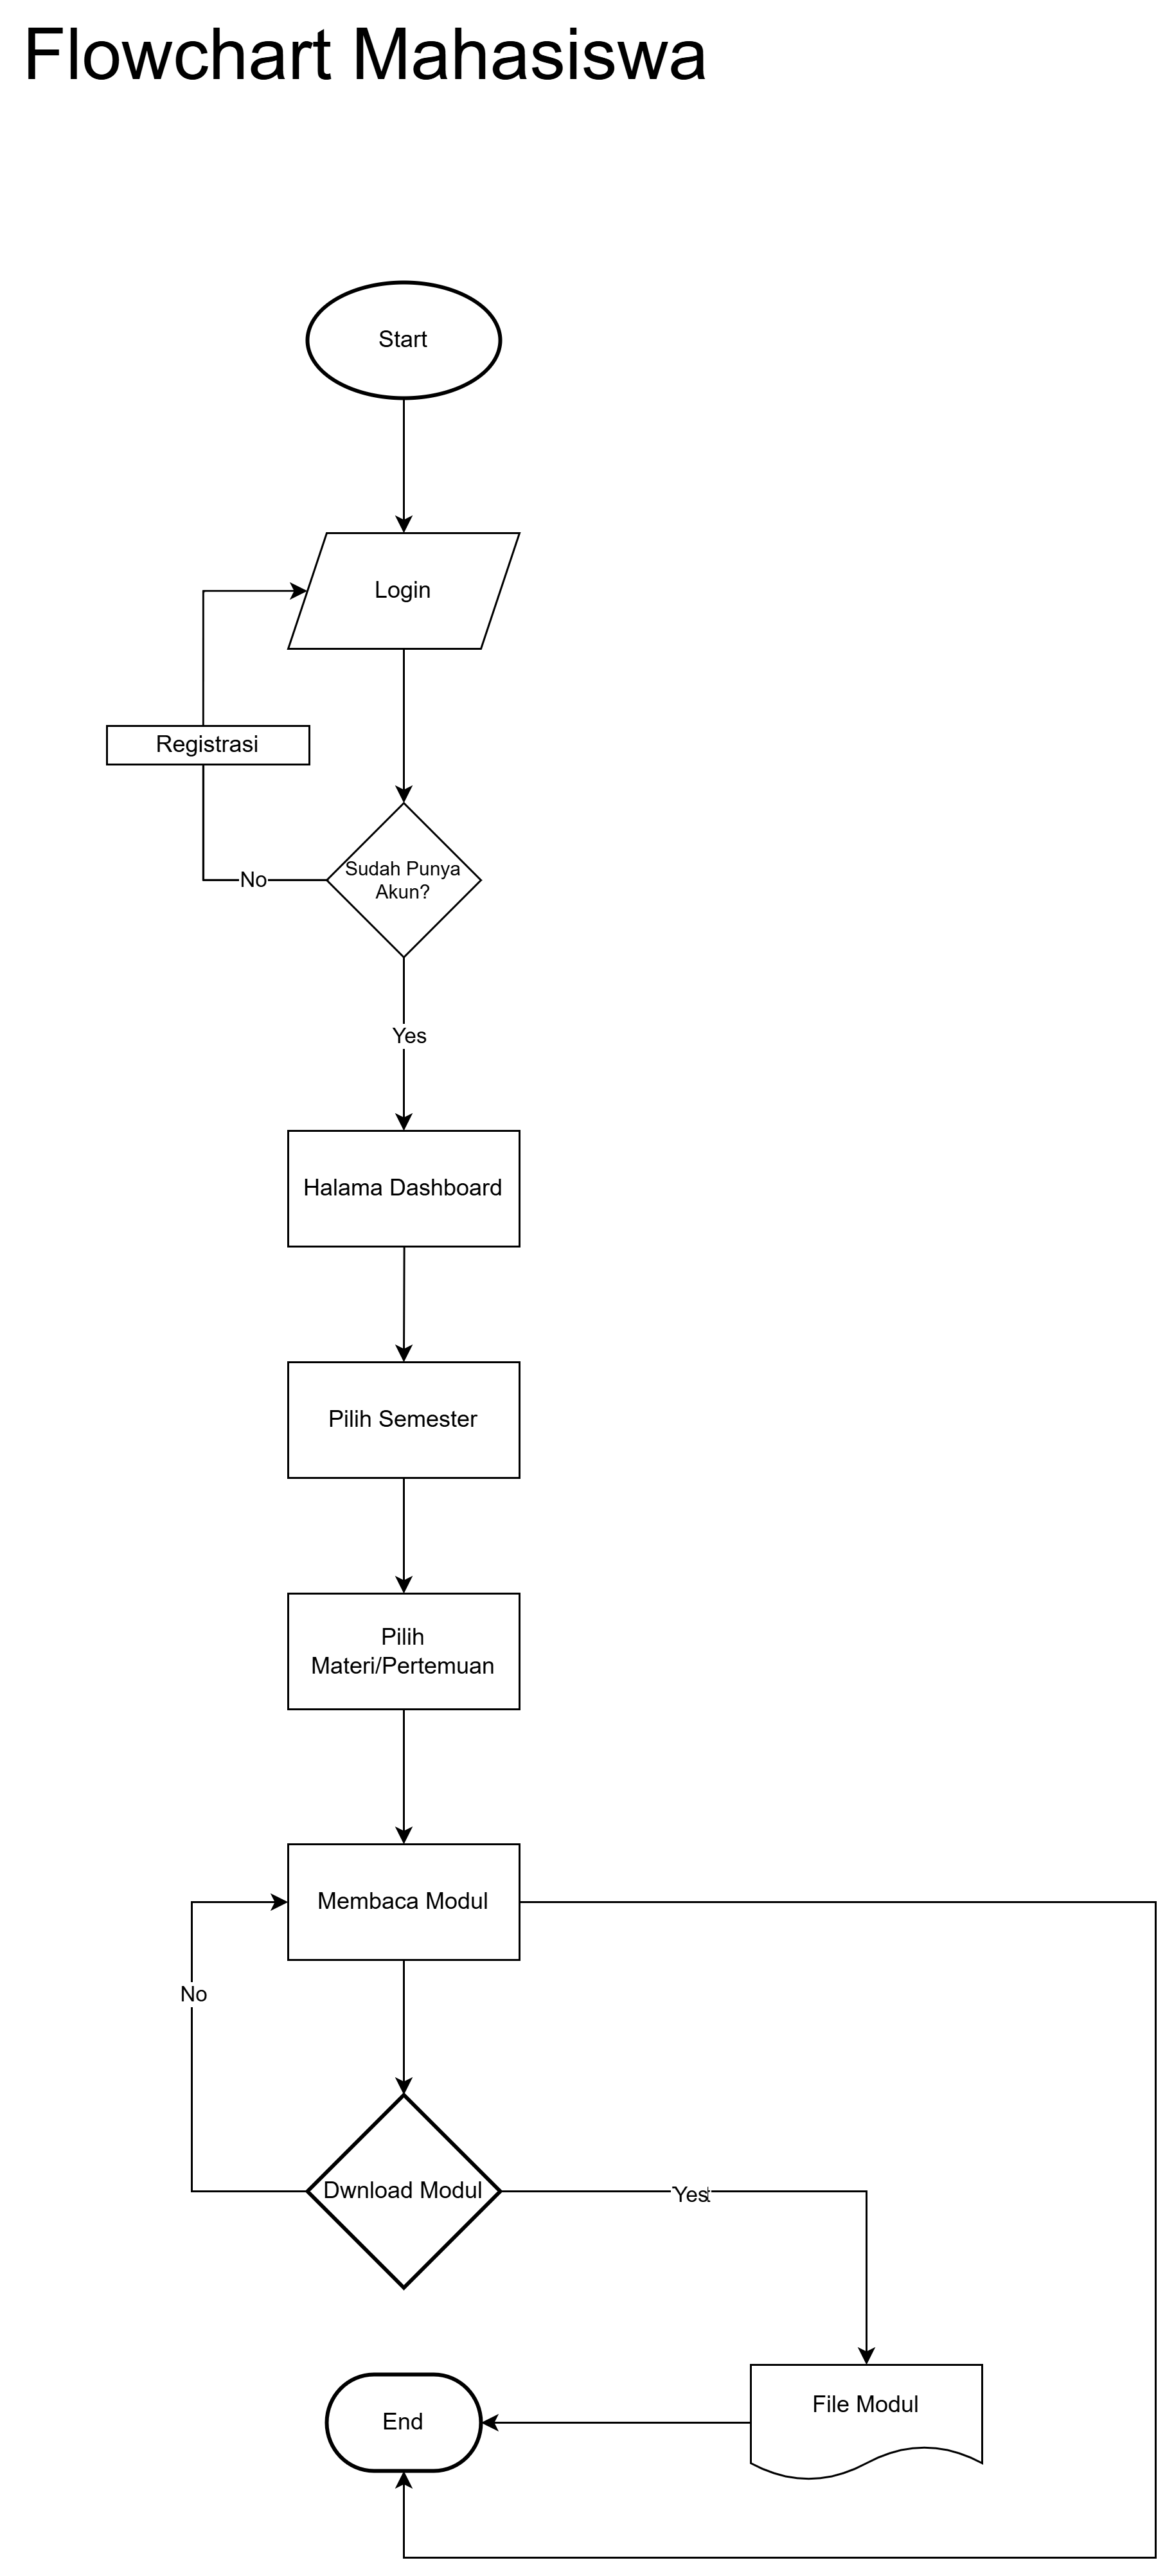 Flowchart Mahasiswa
Start
Login
Registrasi
Sudah Punya
Akun?
No
Yes
Halama Dashboard
Pilih Semester
Pilih
Materi/Pertemuan
Membaca Modul
No
Dwnload Modul
Yes
File Modul
End